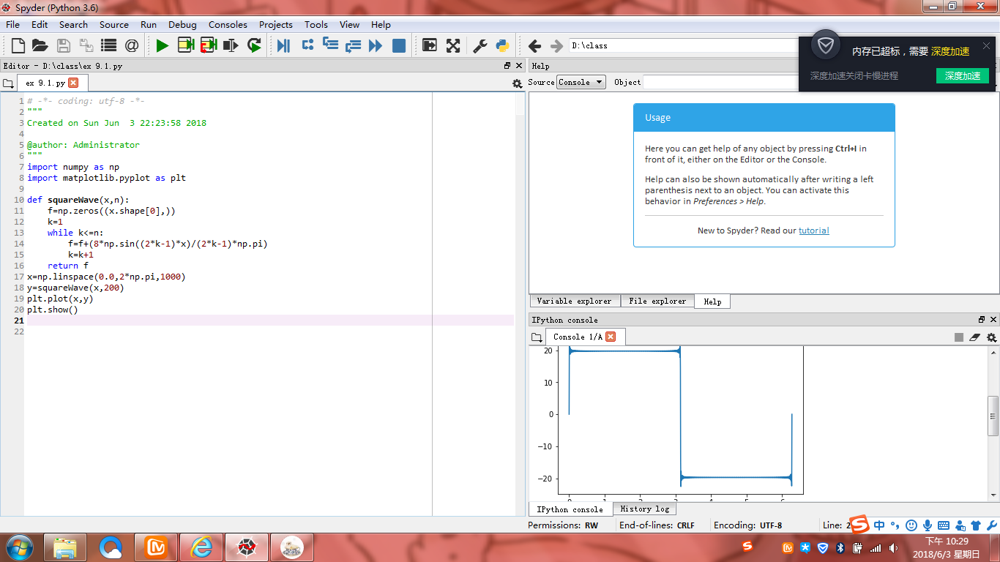 Spyder (Python 3.6)
File Edit Search Source Run Debug Consoles Projects Tools View Help
D:\class
内存已超标，需要 深度加速
深度加速关闭卡慢进程 深度加速
Editor - D:\class\ex 9.1.py
ex 9.1.py
1 # -*- coding: utf-8 -*-
2 """
3 Created on Sun Jun  3 22:23:58 2018
4
5 @author: Administrator
6 """
7 import numpy as np
8 import matplotlib.pyplot as plt
9
10 def squareWave(x,n):
11     f=np.zeros((x.shape[0],))
12     k=1
13     while k<=n:
14         f=f+(8*np.sin((2*k-1)*x)/(2*k-1)*np.pi)
15         k=k+1
16     return f
17 x=np.linspace(0.0,2*np.pi,1000)
18 y=squareWave(x,200)
19 plt.plot(x,y)
20 plt.show()
21
22
Help
Source Console Object
Usage
Here you can get help of any object by pressing Ctrl+I in
front of it, either on the Editor or the Console.
Help can also be shown automatically after writing a left
parenthesis next to an object. You can activate this
behavior in Preferences > Help.
New to Spyder? Read our tutorial
Variable explorer File explorer Help
IPython console
Console 1/A
20
10
0
−10
−20
IPython console History log
Permissions: RW End-of-lines: CRLF Encoding: UTF-8 Line: 2
中
下午 10:29
2018/6/3 星期日